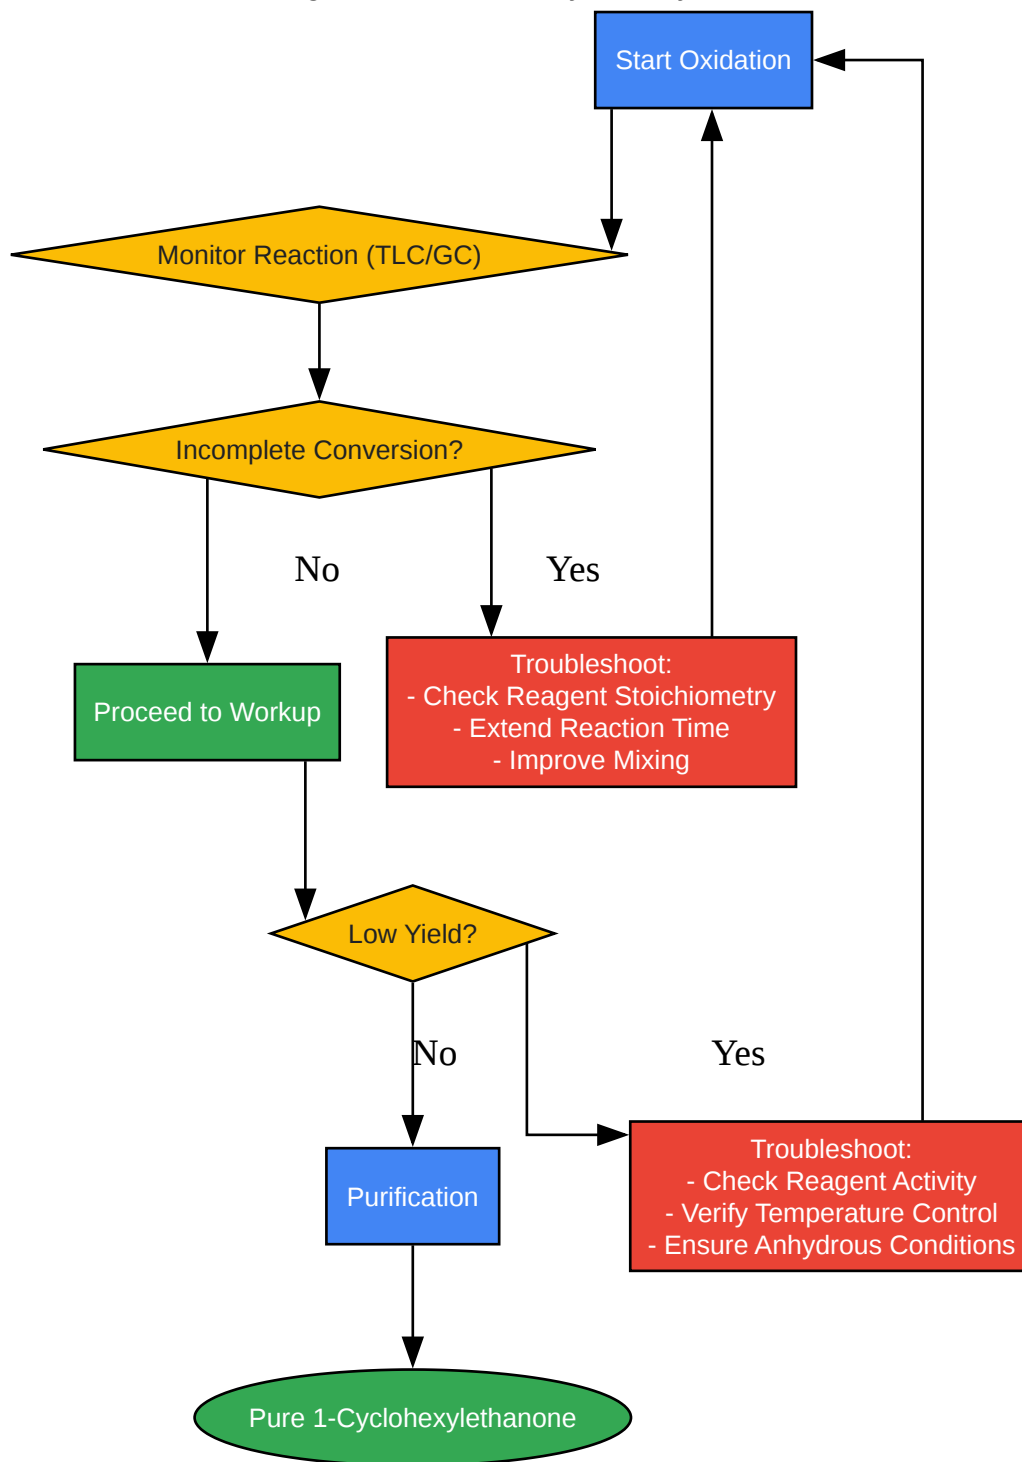 Start Oxidation
Monitor Reaction (TLC/GC)
Incomplete Conversion?
No
Yes
Troubleshoot:
- Check Reagent Stoichiometry
- Extend Reaction Time
- Improve Mixing
Proceed to Workup
Low Yield?
No
Yes
Troubleshoot:
- Check Reagent Activity
- Verify Temperature Control
- Ensure Anhydrous Conditions
Purification
Pure 1-Cyclohexylethanone